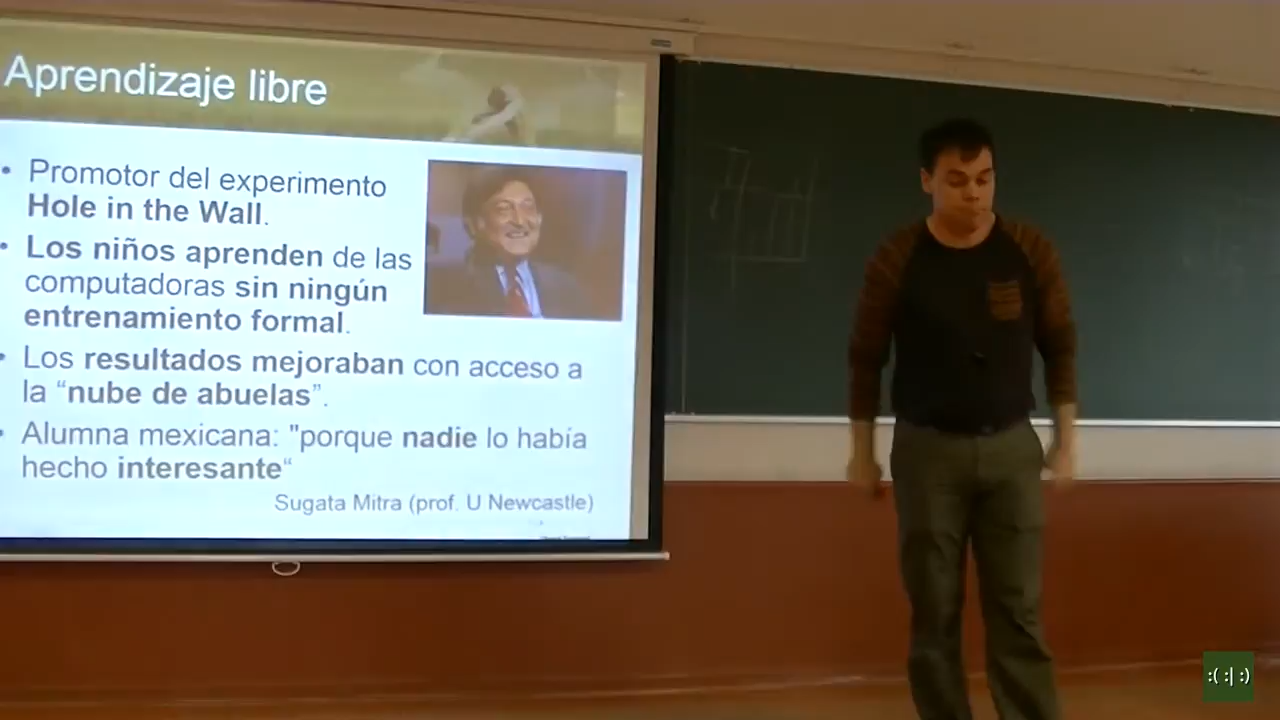 Aprendizaje libre
• Promotor del experimento
Hole in the Wall.
• Los niños aprenden de las
computadoras sin ningún
entrenamiento formal.
• Los resultados mejoraban con acceso a
la “nube de abuelas”.
• Alumna mexicana: "porque nadie lo había
hecho interesante“
Sugata Mitra (prof. U Newcastle)
:( :| :)